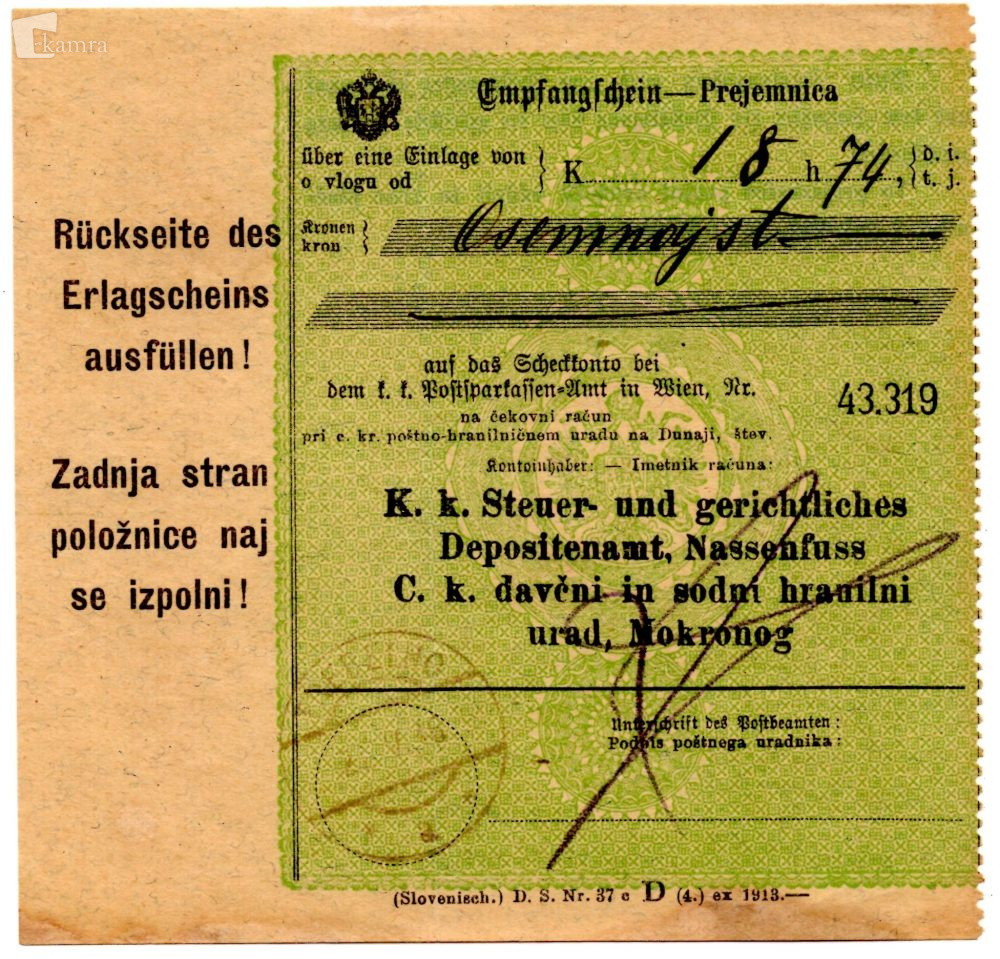 kamra
Empfangschein — Prejemnica
über eine Einlage von
o vlogu od
K 18 h 74, d. i.
t. j.
Kronen
kron
Osemnajst
Rückseite des
Erlagscheins
ausfüllen!
Zadnja stran
položnice naj
se izpolni!
auf das Scheckkonto bei
dem k. k. Postsparkassen-Amt in Wien, Nr.
na čekovni račun
pri c. kr. poštno-hranilničnem uradu na Dunaji, štev.
43.319
Kontoinhaber: — Imetnik računa:
K. k. Steuer- und gerichtliches
Depositenamt, Nassenfuss
C. k. davčni in sodni hranilni
urad, Mokronog
Unterschrift des Postbeamten:
Podpis poštnega uradnika:
(Slovenisch.) D. S. Nr. 37 c D (4.) ex 1913.—